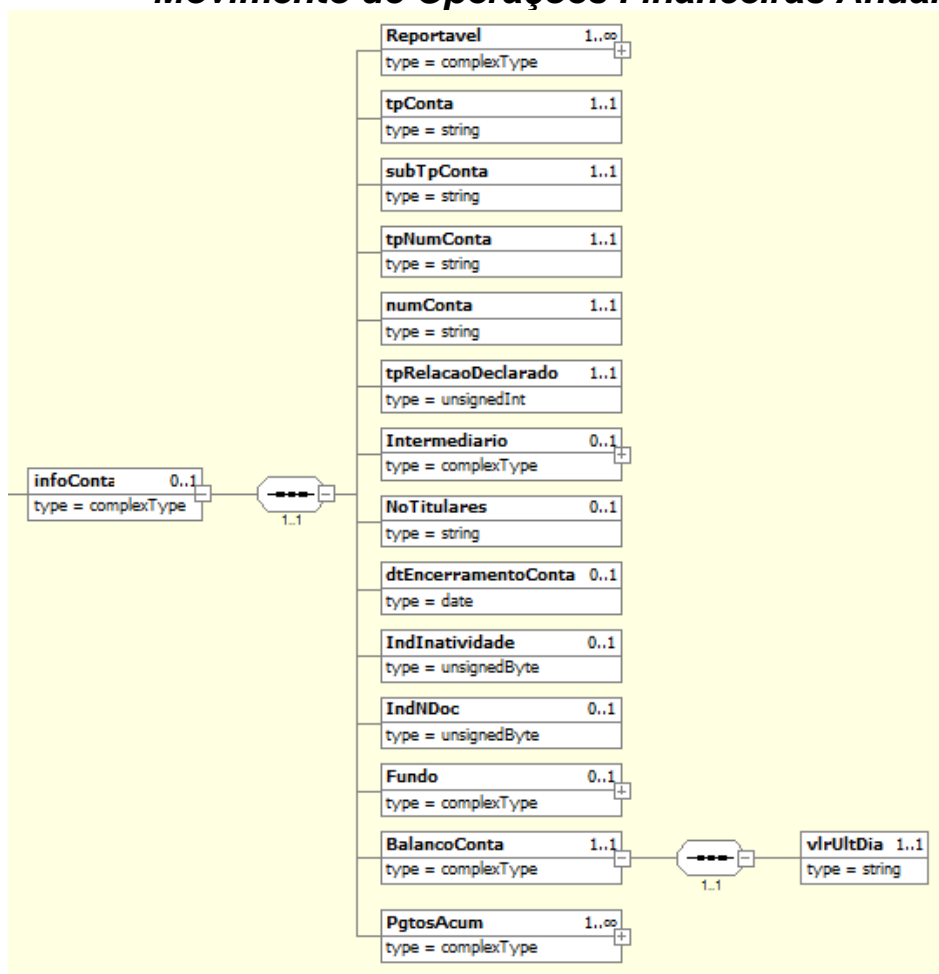 Movimento de Operações Financeiras Anual
Reportavel 1..∞
type = complexType
tpConta 1..1
type = string
subTpConta 1..1
type = string
tpNumConta 1..1
type = string
numConta 1..1
type = string
tpRelacaoDeclarado 1..1
type = unsignedInt
Intermediario 0..1
type = complexType
infoConta 0..1
type = complexType
1..1
NoTitulares 0..1
type = string
dtEncerramentoConta 0..1
type = date
IndInatividade 0..1
type = unsignedByte
IndNDoc 0..1
type = unsignedByte
Fundo 0..1
type = complexType
BalancoConta 1..1
type = complexType
1..1
vlrUltDia 1..1
type = string
PgtosAcum 1..∞
type = complexType